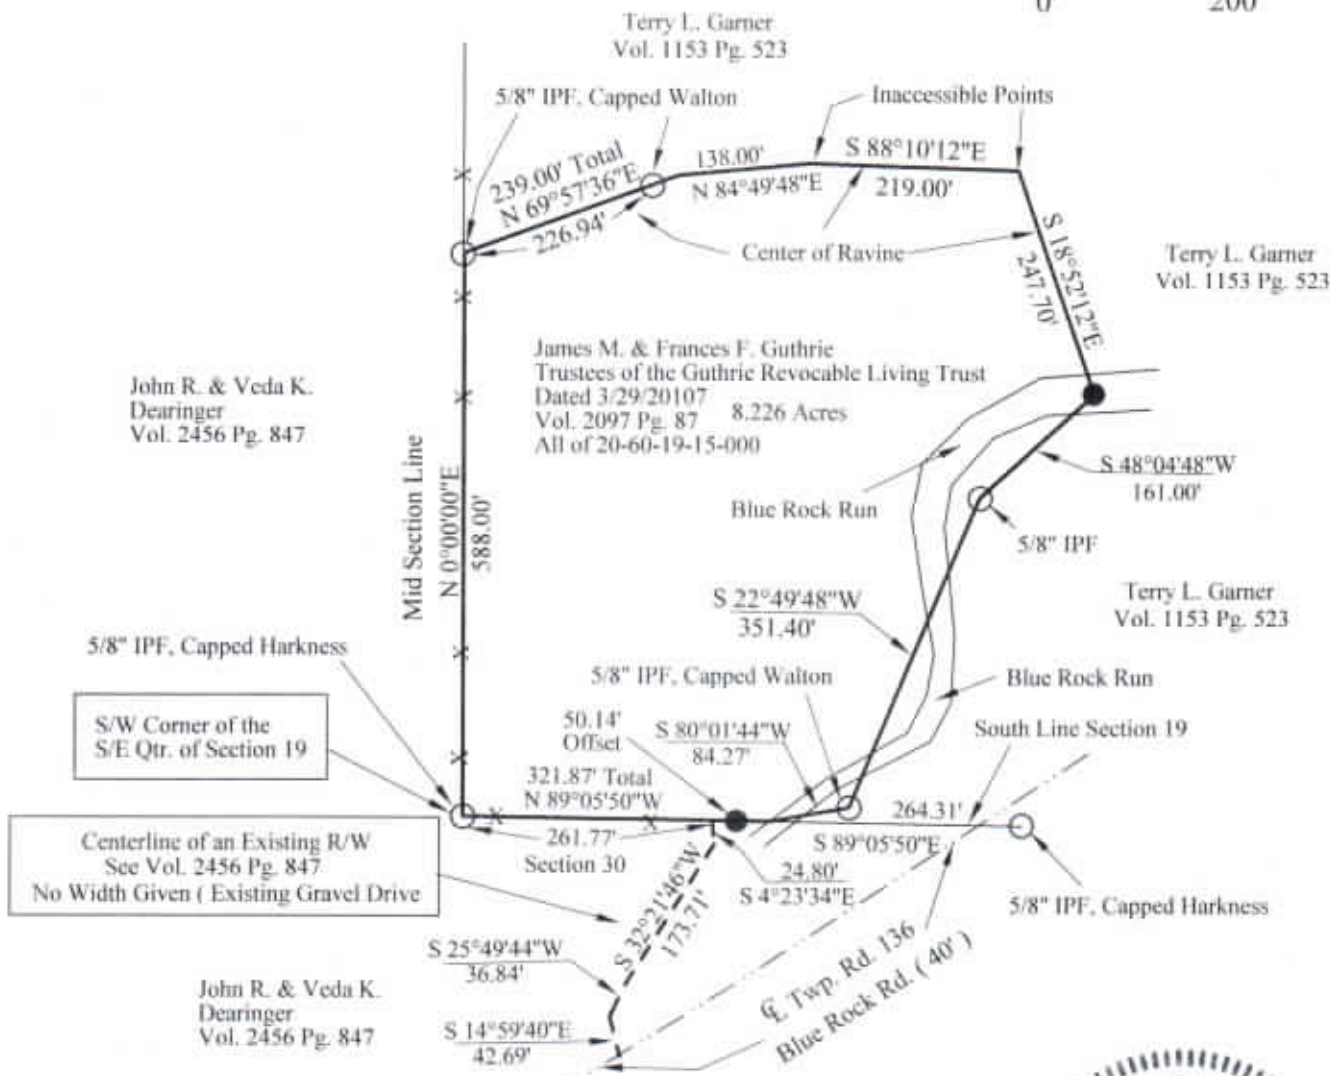 0 200
Terry L. Garner
Vol. 1153 Pg. 523
5/8" IPF, Capped Walton
Inaccessible Points
239.00' Total
N 69°57'36"E
226.94'
138.00'
N 84°49'48"E
S 88°10'12"E
219.00'
Center of Ravine
S 18°52'12"E
247.70'
Terry L. Garner
Vol. 1153 Pg. 523
James M. & Frances F. Guthrie
Trustees of the Guthrie Revocable Living Trust
Dated 3/29/20107
Vol. 2097 Pg. 87
8.226 Acres
All of 20-60-19-15-000
John R. & Veda K.
Dearinger
Vol. 2456 Pg. 847
Mid Section Line
N 0°00'00"E
588.00'
Blue Rock Run
S 48°04'48"W
161.00'
5/8" IPF
Terry L. Garner
Vol. 1153 Pg. 523
S 22°49'48"W
351.40'
5/8" IPF, Capped Harkness
5/8" IPF, Capped Walton
Blue Rock Run
S/W Corner of the
S/E Qtr. of Section 19
50.14'
Offset
S 80°01'44"W
84.27'
South Line Section 19
321.87' Total
N 89°05'50"W
264.31'
S 89°05'50"E
261.77'
Section 30
24.80'
S 4°23'34"E
Centerline of an Existing R/W
See Vol. 2456 Pg. 847
No Width Given ( Existing Gravel Drive
5/8" IPF, Capped Harkness
S 32°21'46"W
173.71'
S 25°49'44"W
36.84'
℄ Twp. Rd. 136
Blue Rock Rd. ( 40' )
John R. & Veda K.
Dearinger
Vol. 2456 Pg. 847
S 14°59'40"E
42.69'